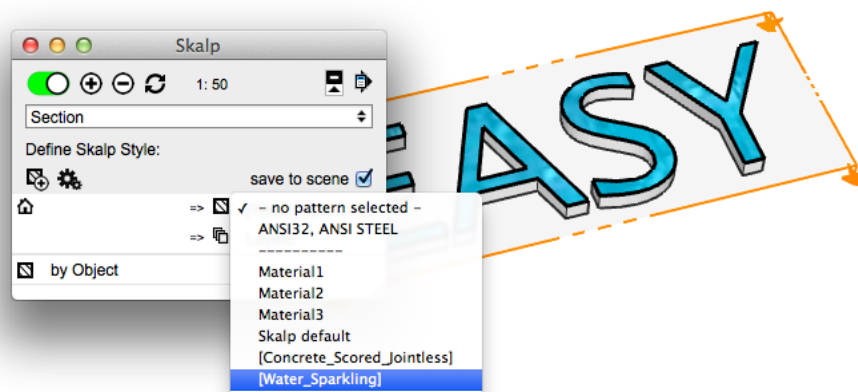 Skalp
1: 50
Section
Define Skalp Style:
save to scene
=>
✓ – no pattern selected –
=>
ANSI32, ANSI STEEL
----------
by Object
Material1
Material2
Material3
Skalp default
[Concrete_Scored_Jointless]
[Water_Sparkling]
EASY